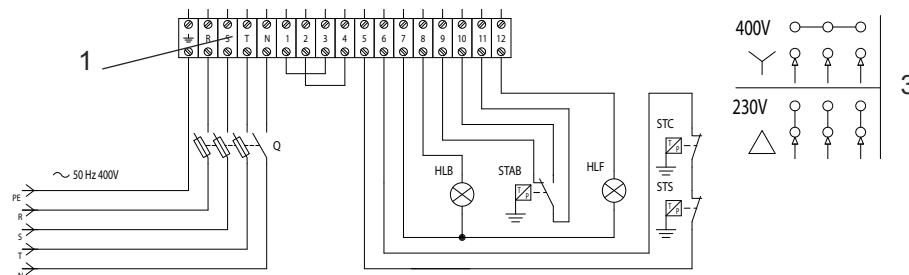 R S T N 1 2 3 4 5 6 7 8 9 10 11 12
1
Q
50 Hz 400V
PE
R
S
T
N
HLB
STAB
T P
HLF
STC
T P
STS
T P
400V
230V
3